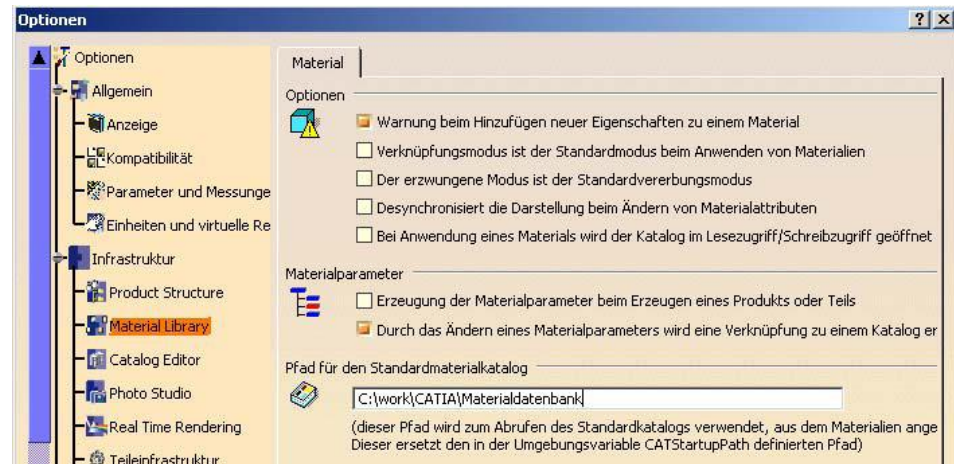 Optionen
Optionen
Allgemein
Anzeige
Kompatibilität
Parameter und Messunge
Einheiten und virtuelle Re
Infrastruktur
Product Structure
Material Library
Catalog Editor
Photo Studio
Real Time Rendering
Teileinfrastruktur
Material
Optionen
Warnung beim Hinzufügen neuer Eigenschaften zu einem Material
Verknüpfungsmodus ist der Standardmodus beim Anwenden von Materialien
Der erzwungene Modus ist der Standardvererbungsmodus
Desynchronisiert die Darstellung beim Ändern von Materialattributen
Bei Anwendung eines Materials wird der Katalog im Lesezugriff/Schreibzugriff geöffnet
Materialparameter
Erzeugung der Materialparameter beim Erzeugen eines Produkts oder Teils
Durch das Ändern eines Materialparameters wird eine Verknüpfung zu einem Katalog er
Pfad für den Standardmaterialkatalog
C:\work\CATIA\Materialdatenbank
(dieser Pfad wird zum Abrufen des Standardkatalogs verwendet, aus dem Materialien ange
Dieser ersetzt den in der Umgebungsvariable CATStartupPath definierten Pfad)